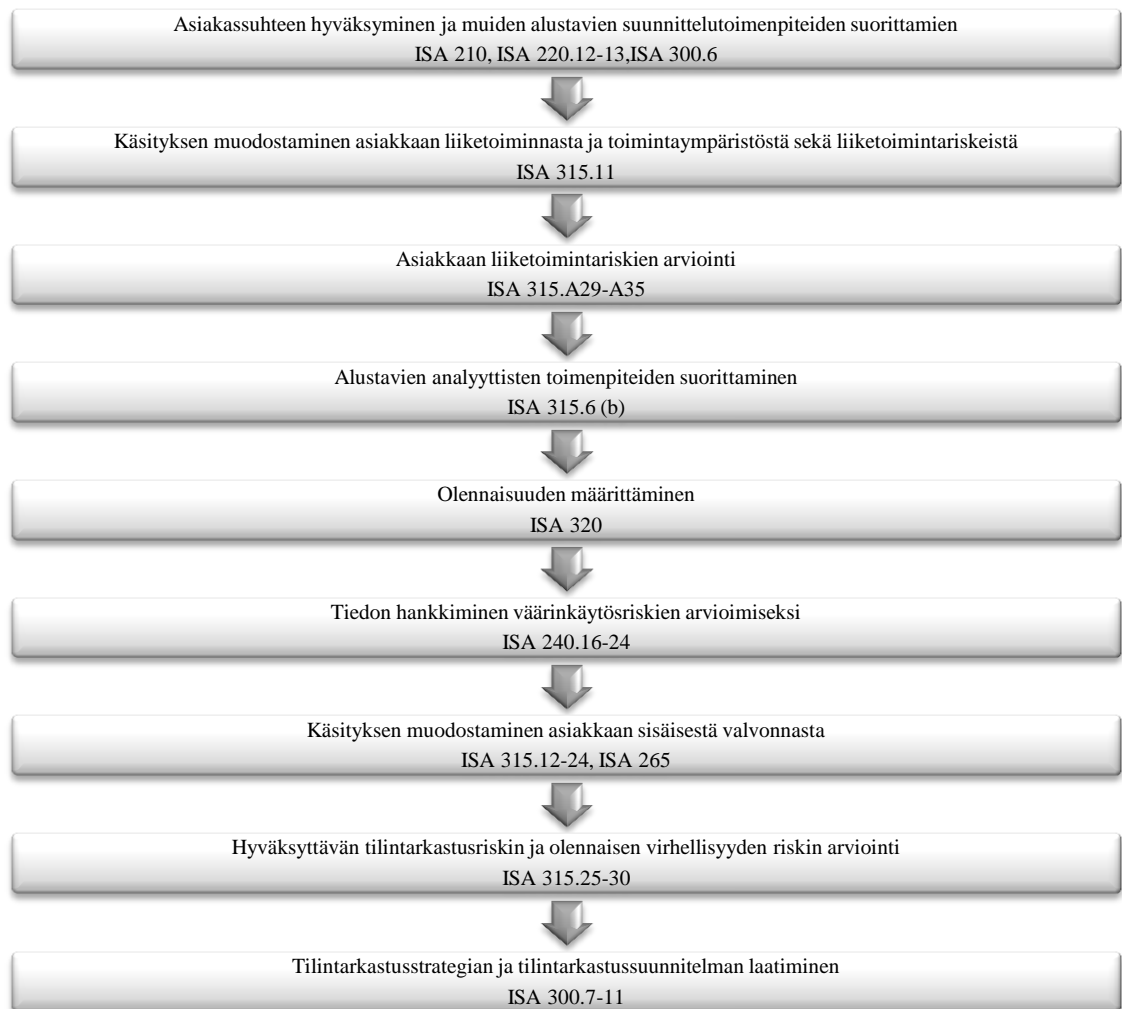 Asiakassuhteen hyväksyminen ja muiden alustavien suunnittelutoimenpiteiden suorittamien
ISA 210, ISA 220.12-13,ISA 300.6
Käsityksen muodostaminen asiakkaan liiketoiminnasta ja toimintaympäristöstä sekä liiketoimintariskeistä
ISA 315.11
Asiakkaan liiketoimintariskien arviointi
ISA 315.A29-A35
Alustavien analyyttisten toimenpiteiden suorittaminen
ISA 315.6 (b)
Olennaisuuden määrittäminen
ISA 320
Tiedon hankkiminen väärinkäytösriskien arvioimiseksi
ISA 240.16-24
Käsityksen muodostaminen asiakkaan sisäisestä valvonnasta
ISA 315.12-24, ISA 265
Hyväksyttävän tilintarkastusriskin ja olennaisen virhellisyyden riskin arviointi
ISA 315.25-30
Tilintarkastusstrategian ja tilintarkastussuunnitelman laatiminen
ISA 300.7-11